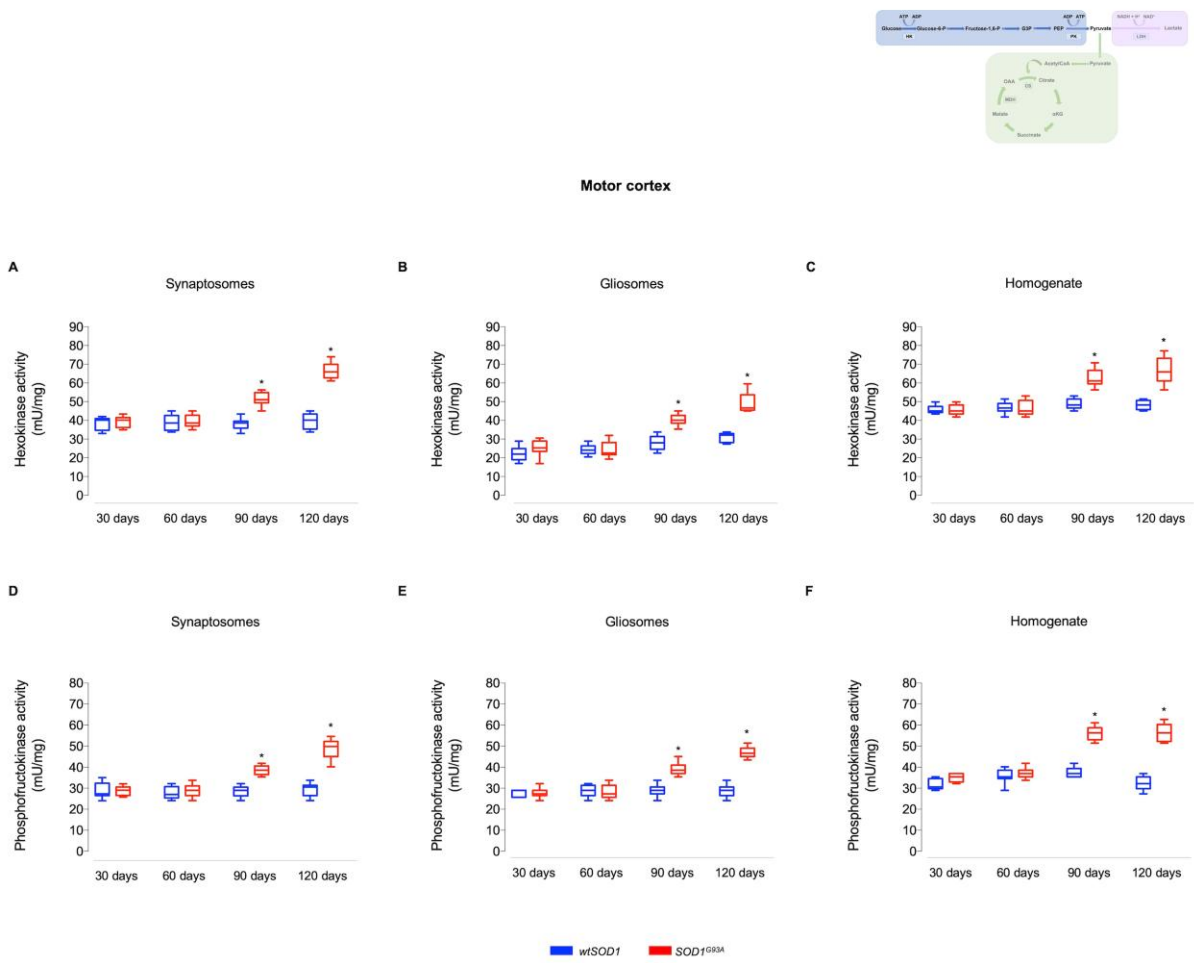 ATP ADP ADP ATP NADH + H⁺ NAD⁺
Glucose Glucose-6-P Fructose-1,6-P G3P PEP Pyruvate Lactate
HK PK LDH
AcetylCoA Pyruvate
OAA Citrate
CS
MDH
Malate αKG
Succinate
Motor cortex
A B C
Synaptosomes Gliosomes Homogenate
Hexokinase activity
(mU/mg)
90
80
70
60
50
40
30
20
10
0
* *
30 days 60 days 90 days 120 days
Hexokinase activity
(mU/mg)
90
80
70
60
50
40
30
20
10
0
* *
30 days 60 days 90 days 120 days
Hexokinase activity
(mU/mg)
90
80
70
60
50
40
30
20
10
0
* *
30 days 60 days 90 days 120 days
D E F
Synaptosomes Gliosomes Homogenate
Phosphofructokinase activity
(mU/mg)
80
70
60
50
40
30
20
10
0
* *
30 days 60 days 90 days 120 days
Phosphofructokinase activity
(mU/mg)
80
70
60
50
40
30
20
10
0
* *
30 days 60 days 90 days 120 days
Phosphofructokinase activity
(mU/mg)
80
70
60
50
40
30
20
10
0
* *
30 days 60 days 90 days 120 days
wtSOD1 SOD1ᴳ⁹³ᴬ